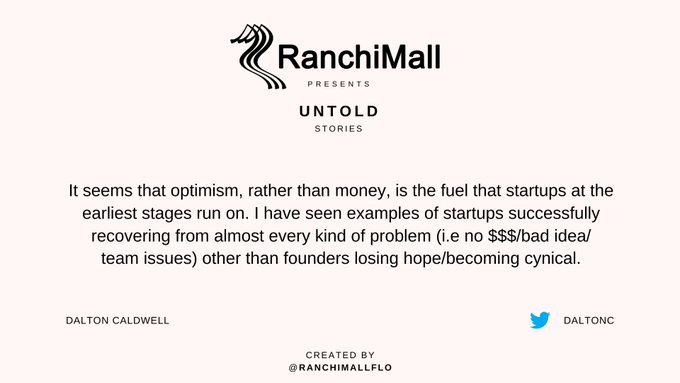 RanchiMall
PRESENTS
UNTOLD
STORIES
It seems that optimism, rather than money, is the fuel that startups at the
earliest stages run on. I have seen examples of startups successfully
recovering from almost every kind of problem (i.e no $$$/bad idea/
team issues) other than founders losing hope/becoming cynical.
DALTON CALDWELL
DALTONC
CREATED BY
@RANCHIMALLFLO